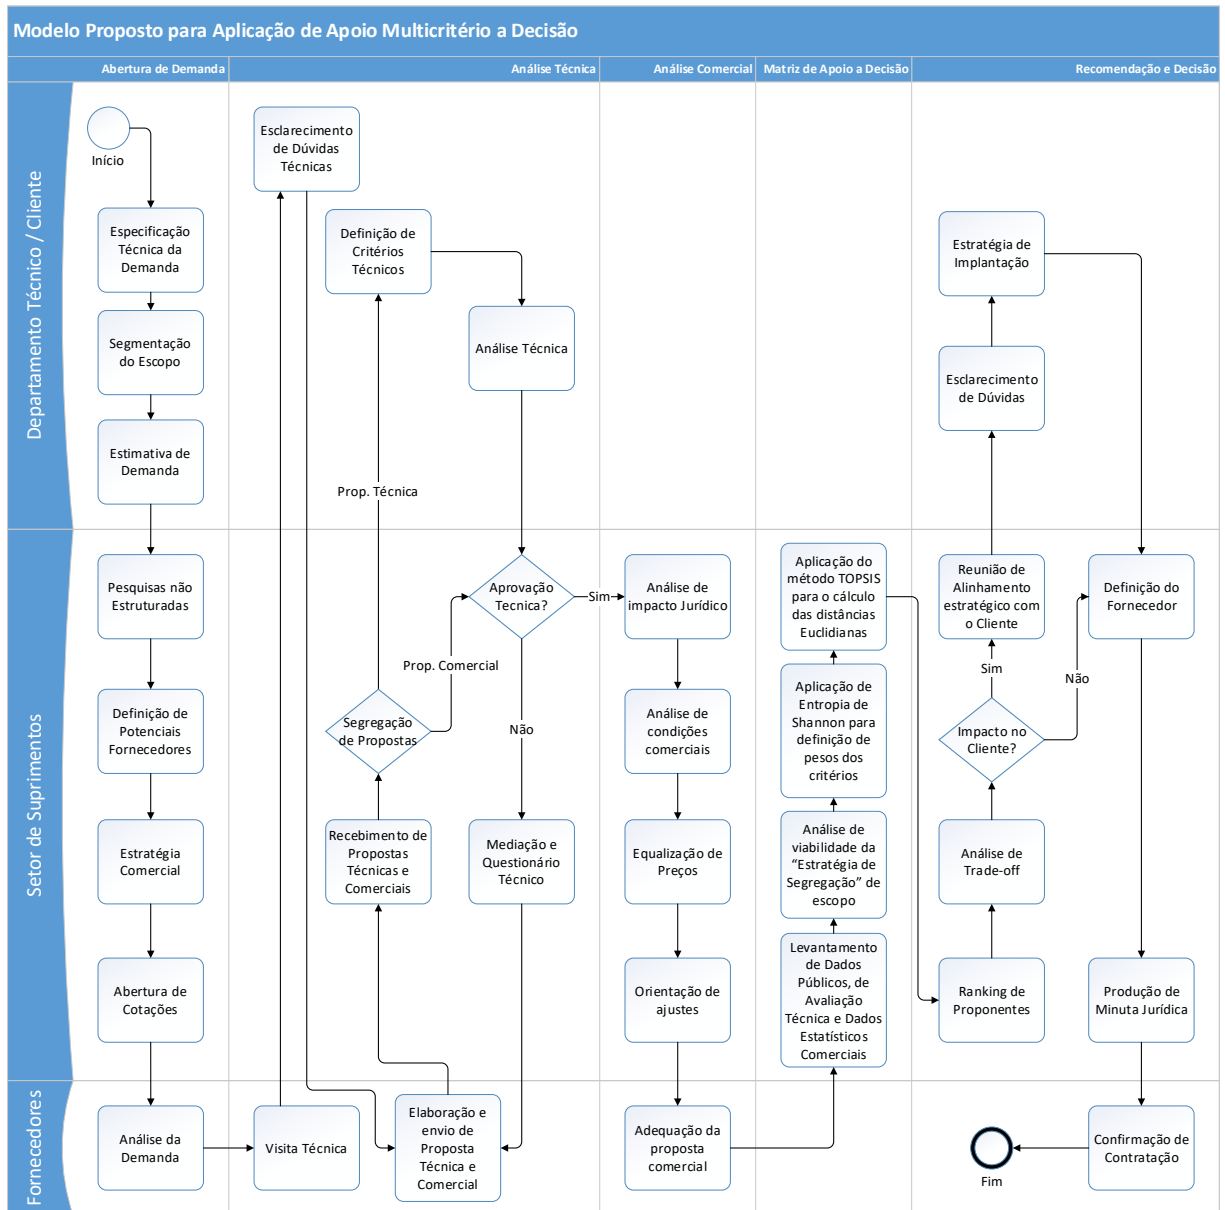 Modelo Proposto para Aplicação de Apoio Multicritério a Decisão
Abertura de Demanda
Análise Técnica
Análise Comercial
Matriz de Apoio a Decisão
Recomendação e Decisão
Departamento Técnico / Cliente
Início
Especificação
Técnica da
Demanda
Segmentação
do Escopo
Estimativa de
Demanda
Esclarecimento
de Dúvidas
Técnicas
Definição de
Critérios
Técnicos
Análise Técnica
Prop. Técnica
Estratégia de
Implantação
Esclarecimento
de Dúvidas
Setor de Suprimentos
Pesquisas não
Estruturadas
Definição de
Potenciais
Fornecedores
Estratégia
Comercial
Abertura de
Cotações
Aprovação
Tecnica?
Sim
Prop. Comercial
Segregação
de Propostas
Não
Recebimento de
Propostas
Técnicas e
Comerciais
Mediação e
Questionário
Técnico
Análise de
impacto Jurídico
Análise de
condições
comerciais
Equalização de
Preços
Orientação de
ajustes
Aplicação do
método TOPSIS
para o cálculo
das distâncias
Euclidianas
Aplicação de
Entropia de
Shannon para
definição de
pesos dos
critérios
Análise de
viabilidade da
“Estratégia de
Segregação” de
escopo
Levantamento
de Dados
Públicos, de
Avaliação
Técnica e Dados
Estatísticos
Comerciais
Reunião de
Alinhamento
estratégico com
o Cliente
Sim
Impacto no
Cliente?
Não
Análise de
Trade-off
Ranking de
Proponentes
Definição do
Fornecedor
Produção de
Minuta Jurídica
Fornecedores
Análise da
Demanda
Visita Técnica
Elaboração e
envio de
Proposta
Técnica e
Comercial
Adequação da
proposta
comercial
Fim
Confirmação de
Contratação